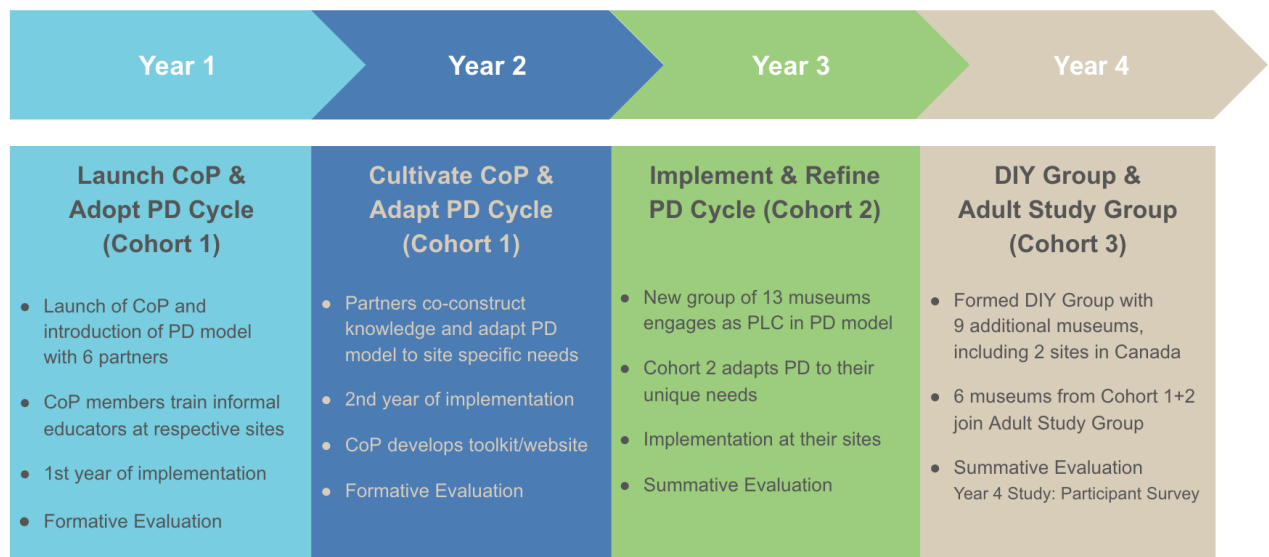 Year 1
Year 2
Year 3
Year 4
Launch CoP &
Adopt PD Cycle
(Cohort 1)
● Launch of CoP and
introduction of PD model
with 6 partners
● CoP members train informal
educators at respective sites
● 1st year of implementation
● Formative Evaluation
Cultivate CoP &
Adapt PD Cycle
(Cohort 1)
● Partners co-construct
knowledge and adapt PD
model to site specific needs
● 2nd year of implementation
● CoP develops toolkit/website
● Formative Evaluation
Implement & Refine
PD Cycle (Cohort 2)
● New group of 13 museums
engages as PLC in PD model
● Cohort 2 adapts PD to their
unique needs
● Implementation at their sites
● Summative Evaluation
DIY Group &
Adult Study Group
(Cohort 3)
● Formed DIY Group with
9 additional museums,
including 2 sites in Canada
● 6 museums from Cohort 1+2
join Adult Study Group
● Summative Evaluation
Year 4 Study: Participant Survey